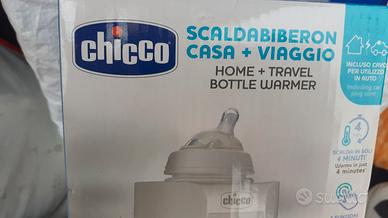 chicco
SCALDABIBERON
CASA + VIAGGIO
HOME + TRAVEL
BOTTLE WARMER
INCLUSO CAVO
PER UTILIZZO
IN AUTO
Including car
plug cord
4
SCALDA IN SOLI
4 MINUTI
Warms in just
4 minutes
chicco
subito